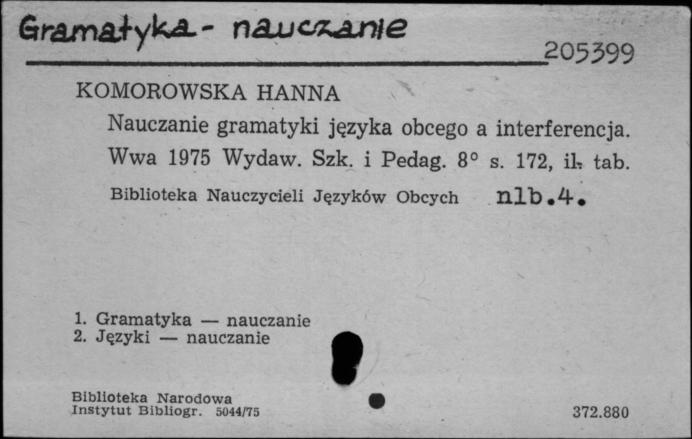 Gramatyka - nauczanie
205399
KOMOROWSKA HANNA
Nauczanie gramatyki języka obcego a interferencja.
Wwa 1975 Wydaw. Szk. i Pedag. 8° s. 172, il. tab.
Biblioteka Nauczycieli Języków Obcych nlb.4.
1. Gramatyka — nauczanie
2. Języki — nauczanie
Biblioteka Narodowa
Instytut Bibliogr. 5044/75
372.880